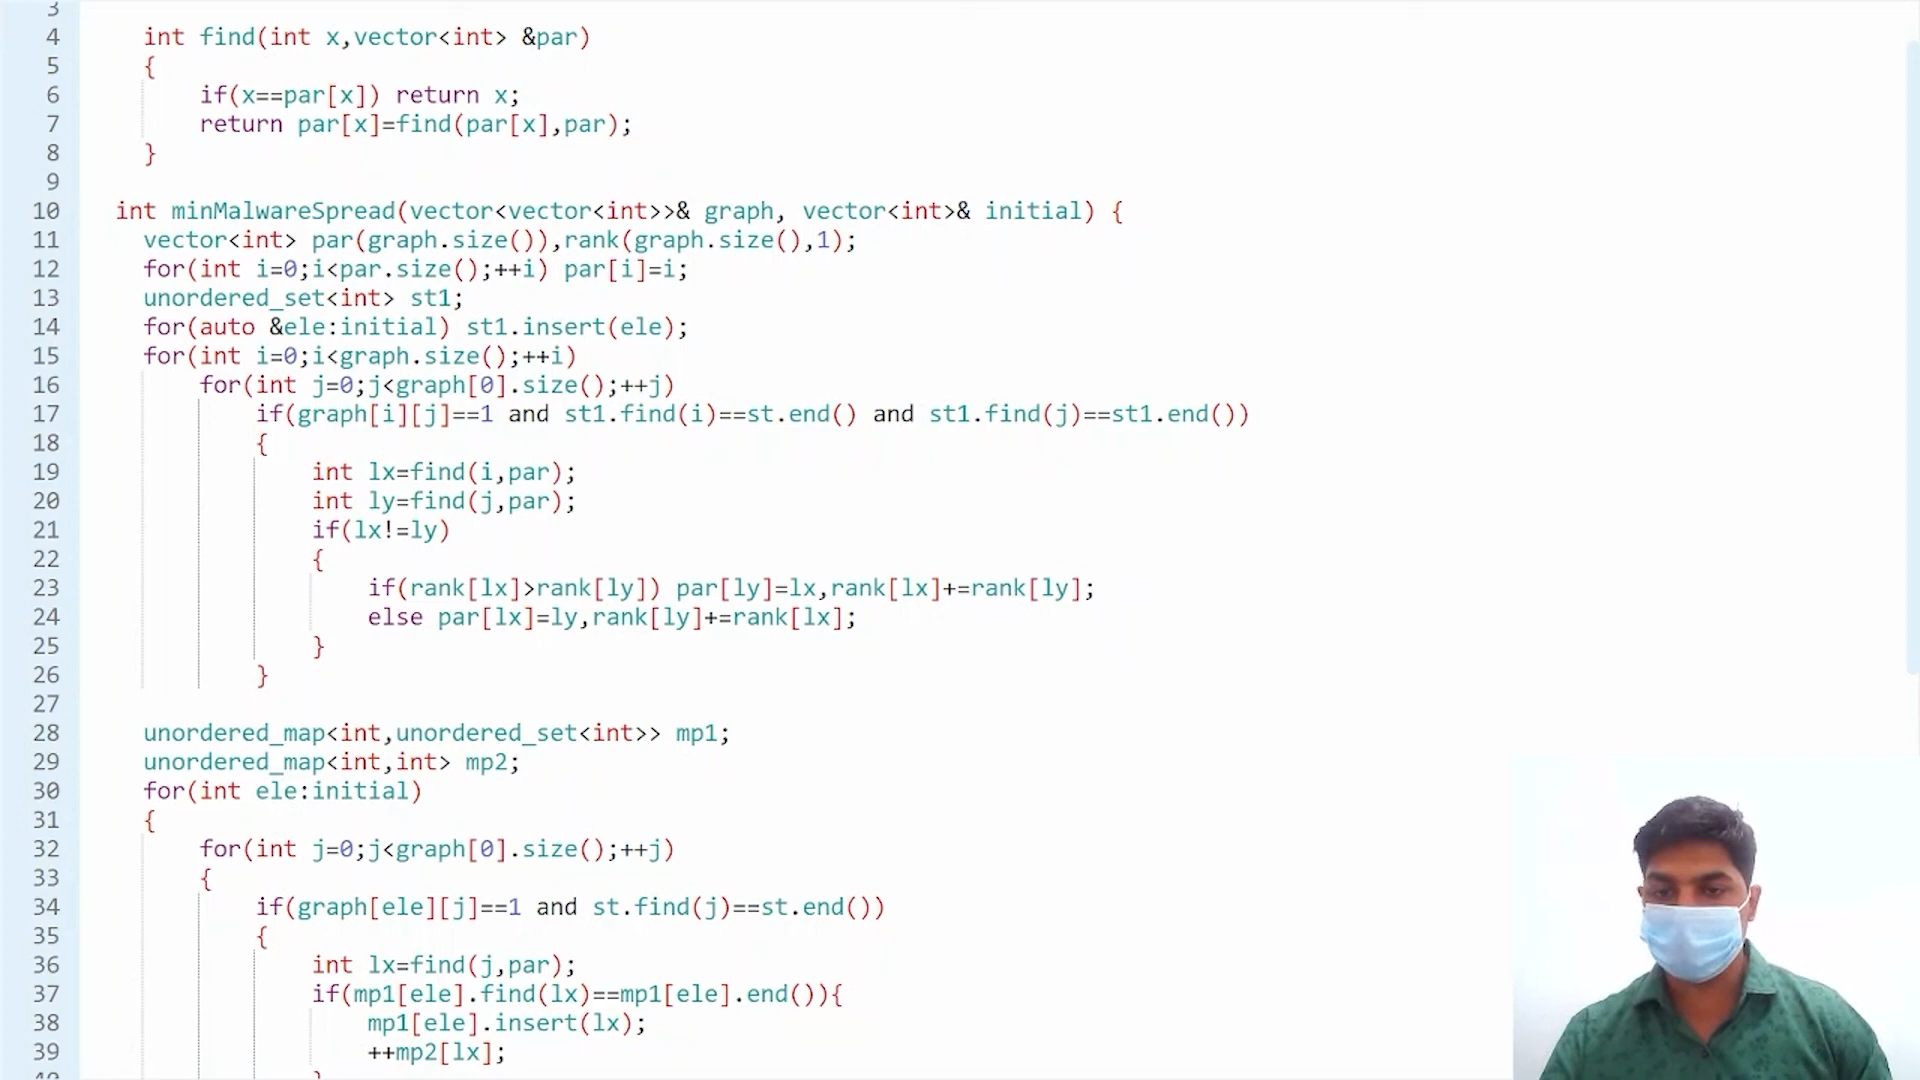 3
4 int find(int x,vector<int> &par)
5 {
6 if(x==par[x]) return x;
7 return par[x]=find(par[x],par);
8 }
9
10 int minMalwareSpread(vector<vector<int>>& graph, vector<int>& initial) {
11 vector<int> par(graph.size()),rank(graph.size(),1);
12 for(int i=0;i<par.size();++i) par[i]=i;
13 unordered_set<int> st1;
14 for(auto &ele:initial) st1.insert(ele);
15 for(int i=0;i<graph.size();++i)
16 for(int j=0;j<graph[0].size();++j)
17 if(graph[i][j]==1 and st1.find(i)==st.end() and st1.find(j)==st1.end())
18 {
19 int lx=find(i,par);
20 int ly=find(j,par);
21 if(lx!=ly)
22 {
23 if(rank[lx]>rank[ly]) par[ly]=lx,rank[lx]+=rank[ly];
24 else par[lx]=ly,rank[ly]+=rank[lx];
25 }
26 }
27
28 unordered_map<int,unordered_set<int>> mp1;
29 unordered_map<int,int> mp2;
30 for(int ele:initial)
31 {
32 for(int j=0;j<graph[0].size();++j)
33 {
34 if(graph[ele][j]==1 and st.find(j)==st.end())
35 {
36 int lx=find(j,par);
37 if(mp1[ele].find(lx)==mp1[ele].end()){
38 mp1[ele].insert(lx);
39 ++mp2[lx];
40 }